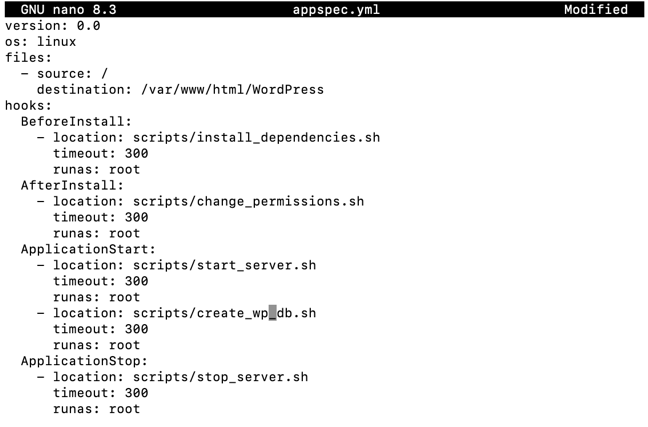 GNU nano 8.3 appspec.yml Modified
version: 0.0
os: linux
files:
  - source: /
    destination: /var/www/html/WordPress
hooks:
  BeforeInstall:
    - location: scripts/install_dependencies.sh
      timeout: 300
      runas: root
  AfterInstall:
    - location: scripts/change_permissions.sh
      timeout: 300
      runas: root
  ApplicationStart:
    - location: scripts/start_server.sh
      timeout: 300
      runas: root
    - location: scripts/create_wp_db.sh
      timeout: 300
      runas: root
  ApplicationStop:
    - location: scripts/stop_server.sh
      timeout: 300
      runas: root